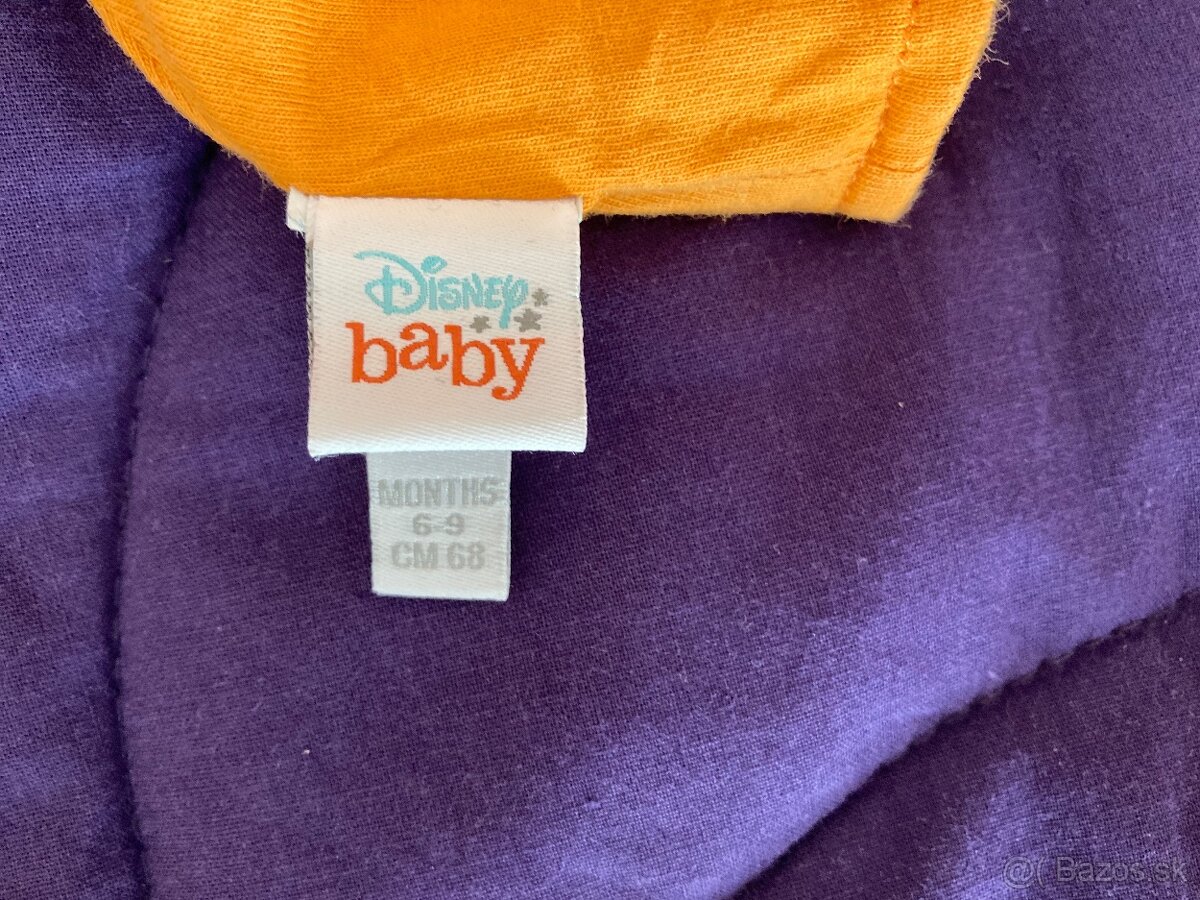 Disney
baby
MONTHS
6-9
CM 68
@( Bazos.sk